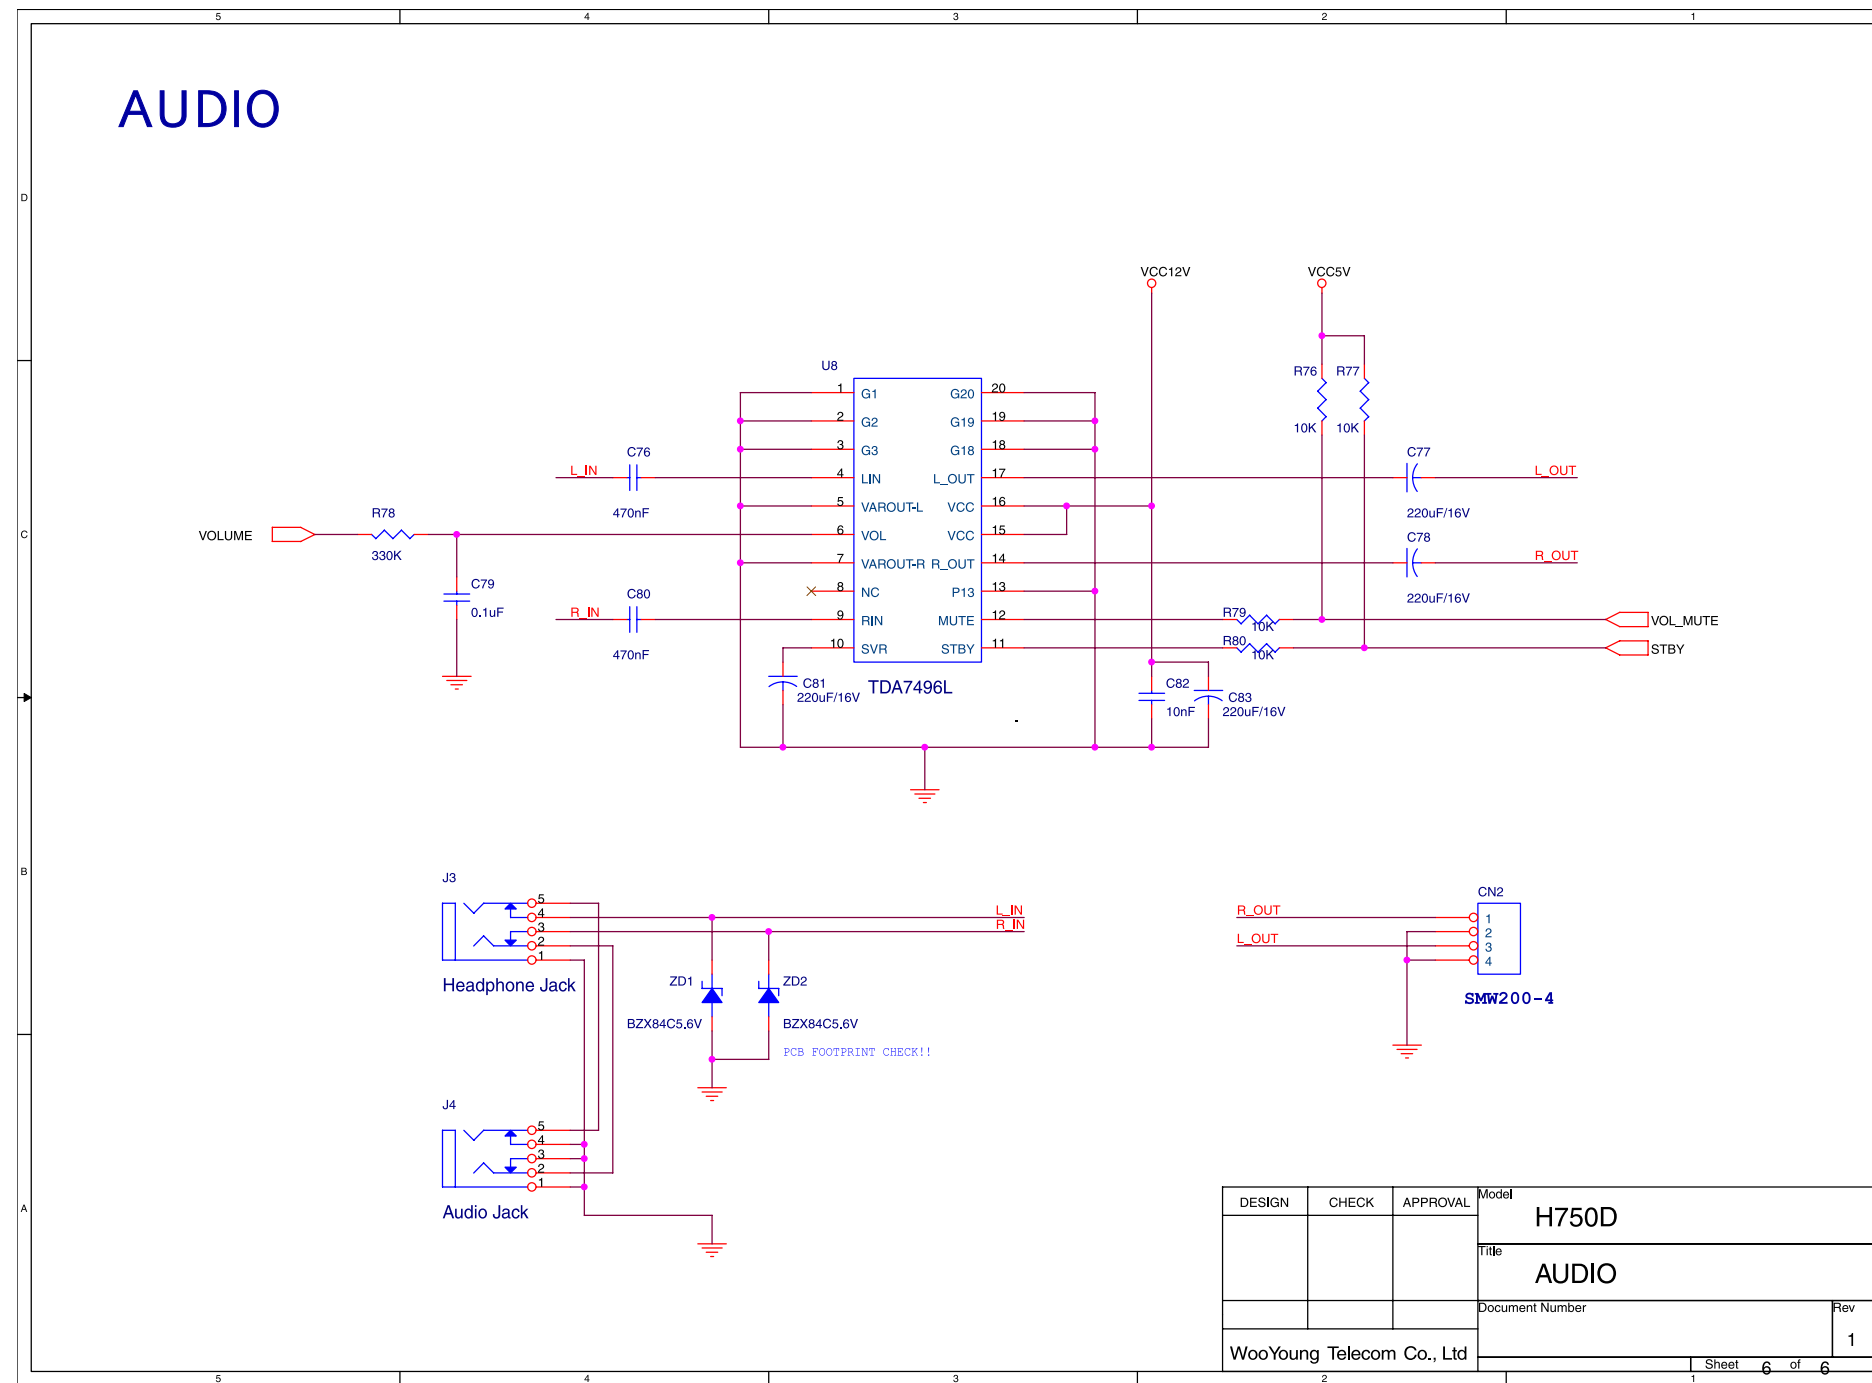 5 4 3 2 1
AUDIO
D
C
B
A
VCC12V
VCC5V
U8
R76 R77
10K 10K
1 G1 G20 20
2 G2 G19 19
3 G3 G18 18
4 LIN L_OUT 17
5 VAROUT-L VCC 16
6 VOL VCC 15
7 VAROUT-R R_OUT 14
8 NC P13 13
9 RIN MUTE 12
10 SVR STBY 11
TDA7496L
C76
L_IN
470nF
R78
VOLUME
330K
C79
0.1uF
C80
R_IN
470nF
C81
220uF/16V
C77
L_OUT
220uF/16V
C78
R_OUT
220uF/16V
R79
10K
VOL_MUTE
R80
10K
STBY
C82
10nF
C83
220uF/16V
J3
5
4
3
2
1
Headphone Jack
L_IN
R_IN
ZD1
ZD2
BZX84C5.6V
BZX84C5.6V
PCB FOOTPRINT CHECK!!
R_OUT
L_OUT
CN2
1
2
3
4
SMW200-4
J4
5
4
3
2
1
Audio Jack
DESIGN CHECK APPROVAL
Model
H750D
Title
AUDIO
Document Number
Rev
1
WooYoung Telecom Co., Ltd
Sheet 6 of 6
5 4 3 2 1